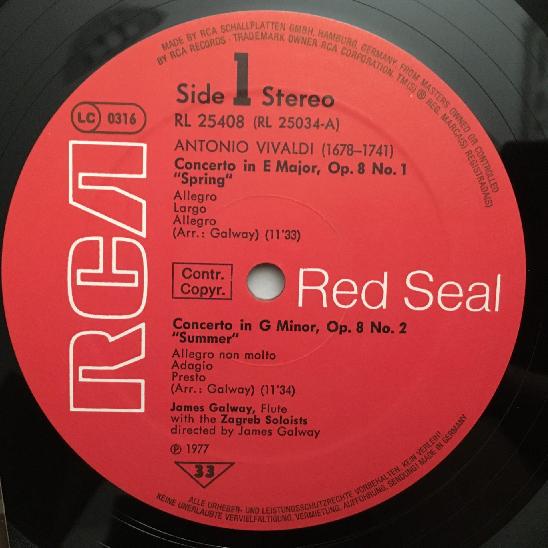 MADE BY RCA SCHALLPLATTEN GMBH, HAMBURG, GERMANY, FROM MASTERS OWNED OR CONTROLLED
BY RCA RECORDS · TRADEMARK OWNER RCA CORPORATION, TM(S) ® REG. MARCA(S) REGISTRADA(S)
Side 1 Stereo
RL 25408 (RL 25034-A)
LC 0316
ANTONIO VIVALDI (1678–1741)
Concerto in E Major, Op. 8 No. 1
"Spring"
Allegro
Largo
Allegro
(Arr.: Galway) (11'33)
RCA
Contr.
Copyr.
Red Seal
Concerto in G Minor, Op. 8 No. 2
"Summer"
Allegro non molto
Adagio
Presto
(Arr.: Galway) (11'34)
James Galway, Flute
with the Zagreb Soloists
directed by James Galway
℗ 1977
33
ALLE URHEBER- UND LEISTUNGSSCHUTZRECHTE VORBEHALTEN. KEIN VERLEIH!
KEINE UNERLAUBTE VERVIELFÄLTIGUNG, VERMIETUNG, AUFFÜHRUNG, SENDUNG! MADE IN GERMANY